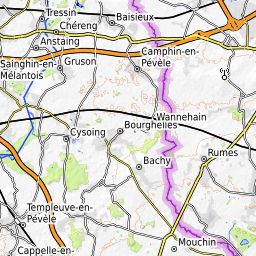 Tressin
Baisieux
Chéreng
Anstaing
Camphin-en-
Pévèle
Sainghin-en-
Mélantois
Gruson
Wannehain
Bourghelles
Cysoing
Bachy
Rumes
Templeuve-en-
Pévèle
Mouchin
Cappelle-en-